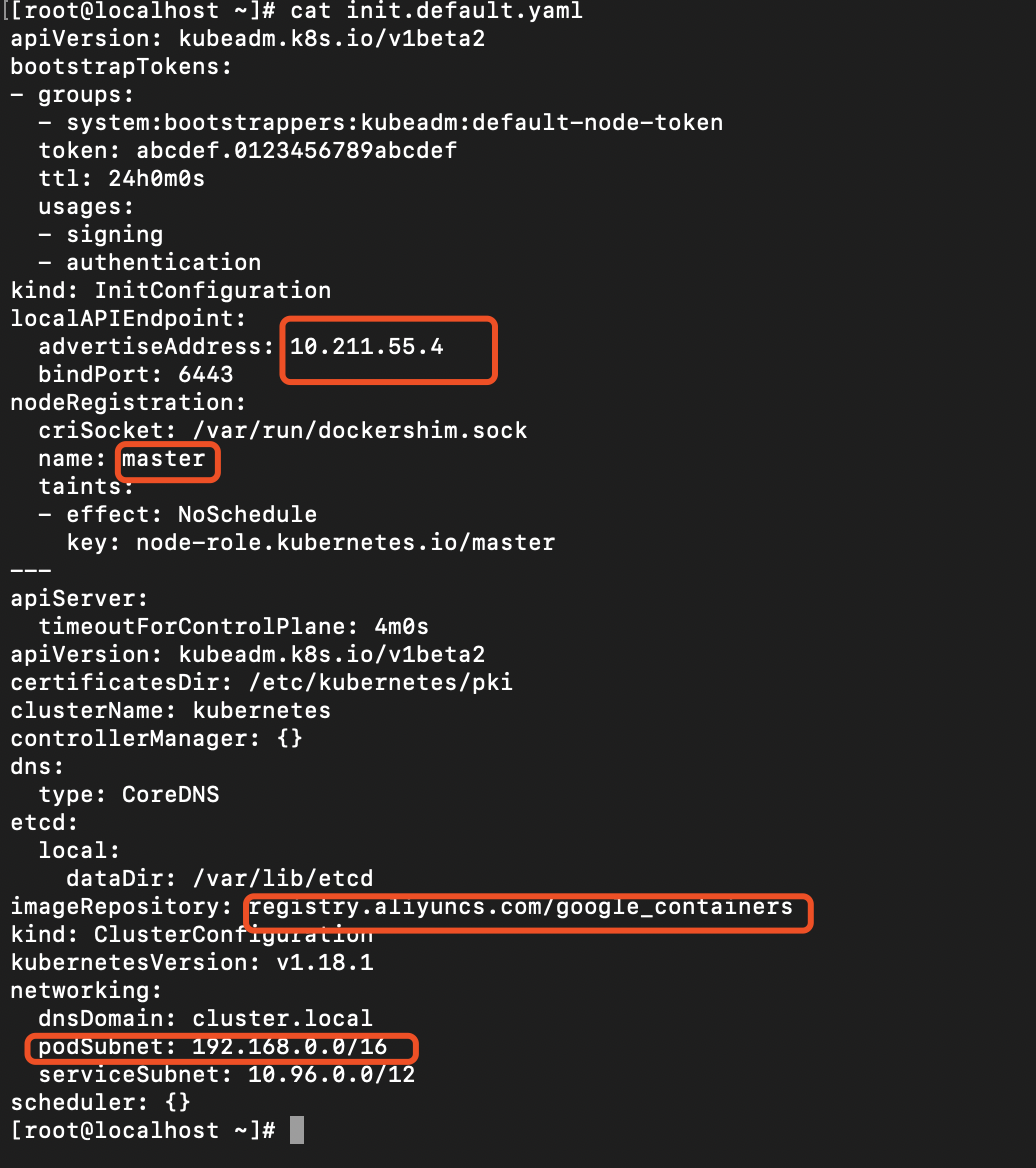 [[root@localhost ~]# cat init.default.yaml
apiVersion: kubeadm.k8s.io/v1beta2
bootstrapTokens:
- groups:
  - system:bootstrappers:kubeadm:default-node-token
  token: abcdef.0123456789abcdef
  ttl: 24h0m0s
  usages:
  - signing
  - authentication
kind: InitConfiguration
localAPIEndpoint:
  advertiseAddress: 10.211.55.4
  bindPort: 6443
nodeRegistration:
  criSocket: /var/run/dockershim.sock
  name: master
  taints:
  - effect: NoSchedule
    key: node-role.kubernetes.io/master
---
apiServer:
  timeoutForControlPlane: 4m0s
apiVersion: kubeadm.k8s.io/v1beta2
certificatesDir: /etc/kubernetes/pki
clusterName: kubernetes
controllerManager: {}
dns:
  type: CoreDNS
etcd:
  local:
    dataDir: /var/lib/etcd
imageRepository: registry.aliyuncs.com/google_containers
kind: ClusterConfiguration
kubernetesVersion: v1.18.1
networking:
  dnsDomain: cluster.local
  podSubnet: 192.168.0.0/16
  serviceSubnet: 10.96.0.0/12
scheduler: {}
[root@localhost ~]#